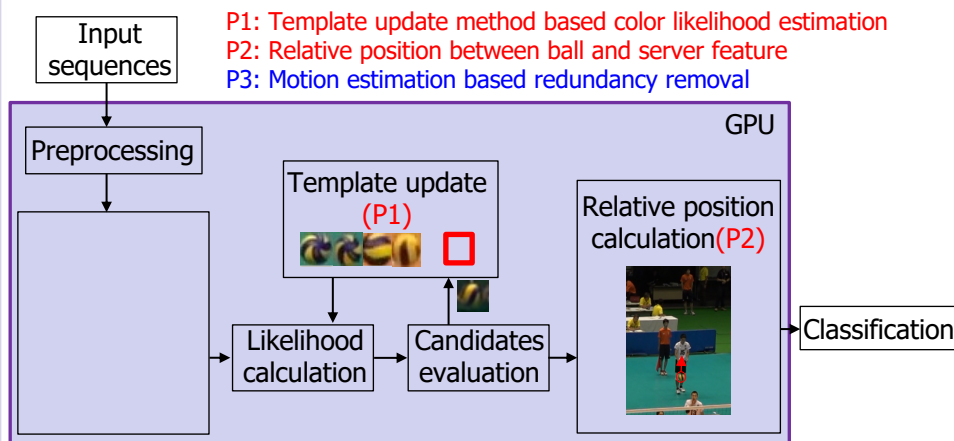 P1: Template update method based color likelihood estimation
P2: Relative position between ball and server feature
P3: Motion estimation based redundancy removal
Input
sequences
GPU
Preprocessing
Template update
(P1)
Relative position
calculation(P2)
Likelihood
calculation
Candidates
evaluation
Classification